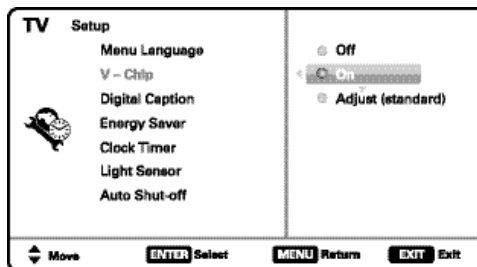 TV Setup
Menu Language
V - Chip
Digital Caption
Energy Saver
Clock Timer
Light Sensor
Auto Shut-off
Off
On
Adjust (standard)
Move ENTER Select MENU Return EXIT Exit